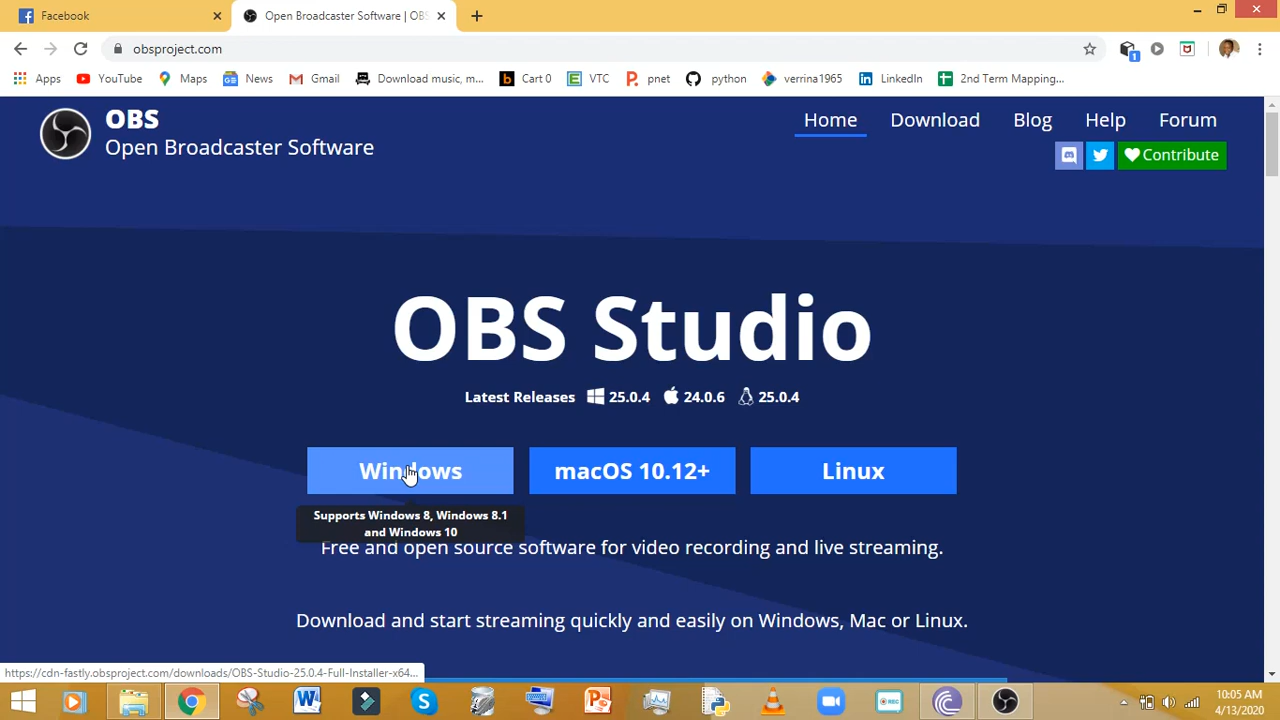 Facebook
Open Broadcaster Software | OBS
obsproject.com
Apps
YouTube
Maps
News
Gmail
Download music, m...
Cart 0
VTC
pnet
python
verrina1965
LinkedIn
2nd Term Mapping...
OBS
Open Broadcaster Software
Home
Download
Blog
Help
Forum
Contribute
OBS Studio
Latest Releases 25.0.4 24.0.6 25.0.4
Windows
macOS 10.12+
Linux
Supports Windows 8, Windows 8.1
and Windows 10
Free and open source software for video recording and live streaming.
Download and start streaming quickly and easily on Windows, Mac or Linux.
https://cdn-fastly.obsproject.com/downloads/OBS-Studio-25.0.4-Full-Installer-x64...
10:05 AM
4/13/2020